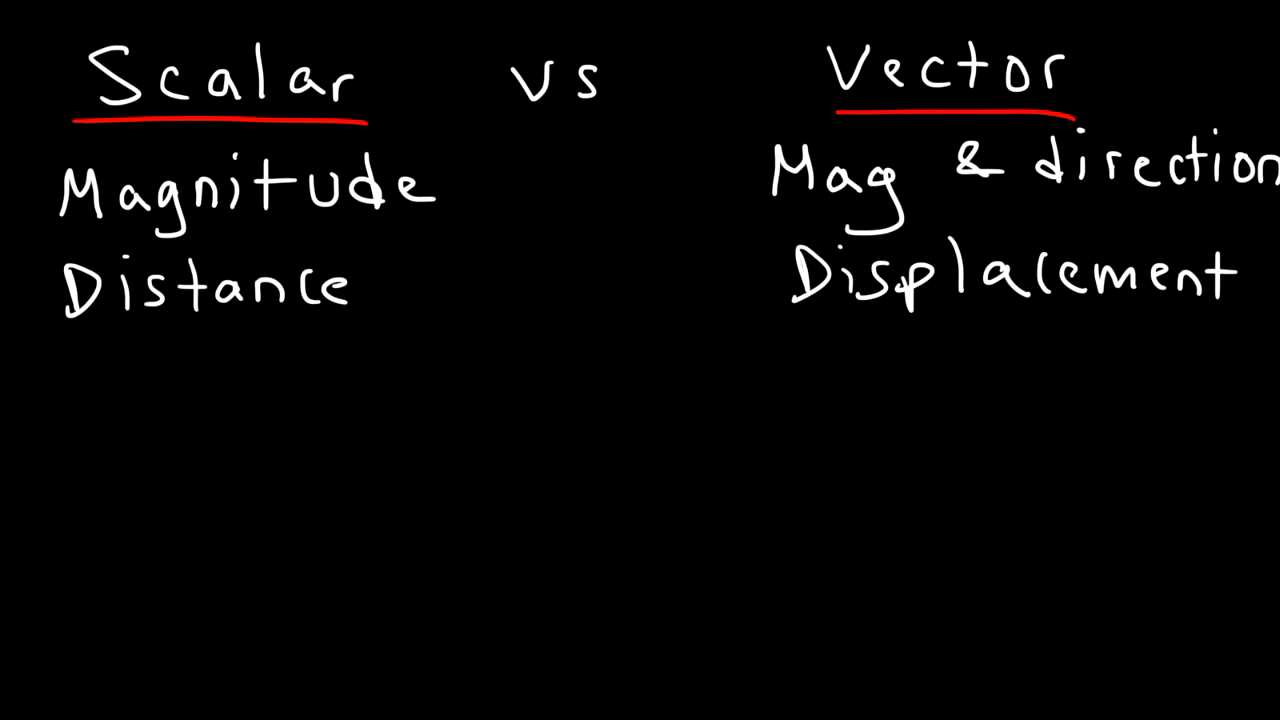 Scalar vs Vector
Magnitude Mag & direction
Distance Displacement